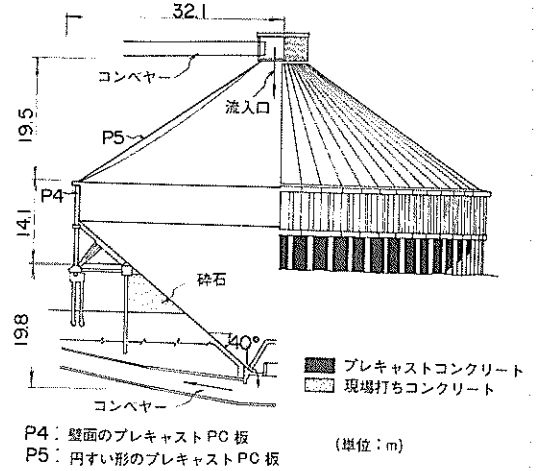 32.1
コンベヤー
流入口
P5
19.5
P4
14.1
砕石
19.8
40°
コンベヤー
プレキャストコンクリート
現場打ちコンクリート
P4：壁面のプレキャストPC板
P5：円すい形のプレキャストPC板
(単位：m)